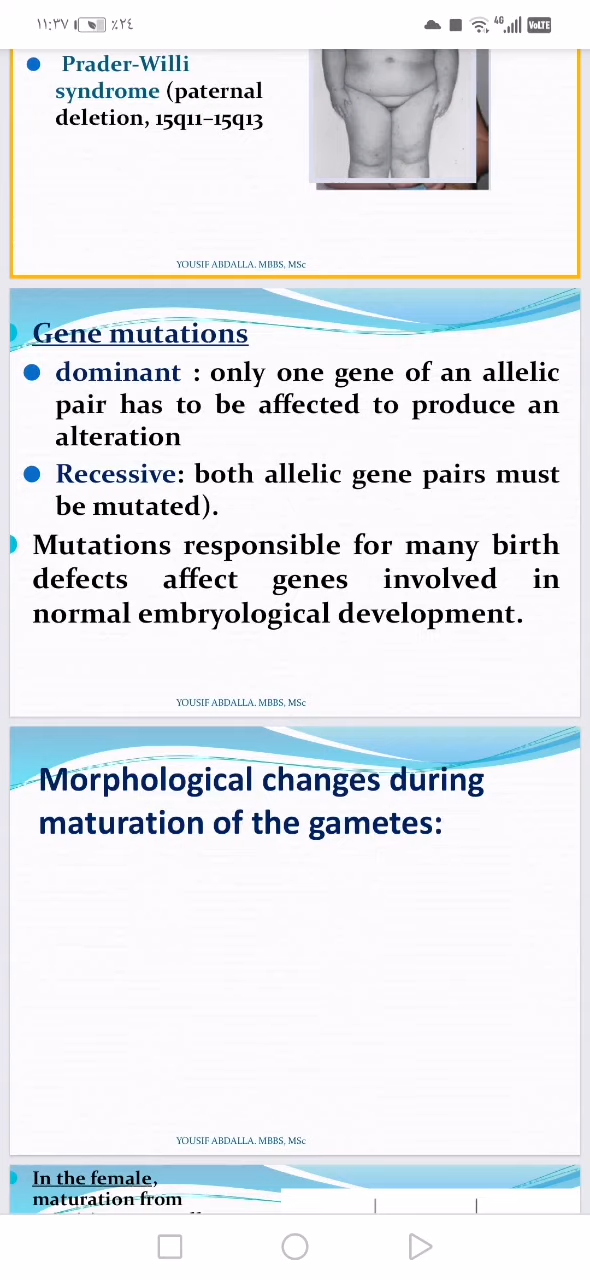 ١١:٣٧ ٪٢٤ 4G VoLTE
Prader-Willi
syndrome (paternal
deletion, 15q11–15q13
YOUSIF ABDALLA. MBBS, MSc
Gene mutations
dominant : only one gene of an allelic
pair has to be affected to produce an
alteration
Recessive: both allelic gene pairs must
be mutated).
Mutations responsible for many birth
defects affect genes involved in
normal embryological development.
YOUSIF ABDALLA. MBBS, MSc
Morphological changes during
maturation of the gametes:
YOUSIF ABDALLA. MBBS, MSc
In the female,
maturation from